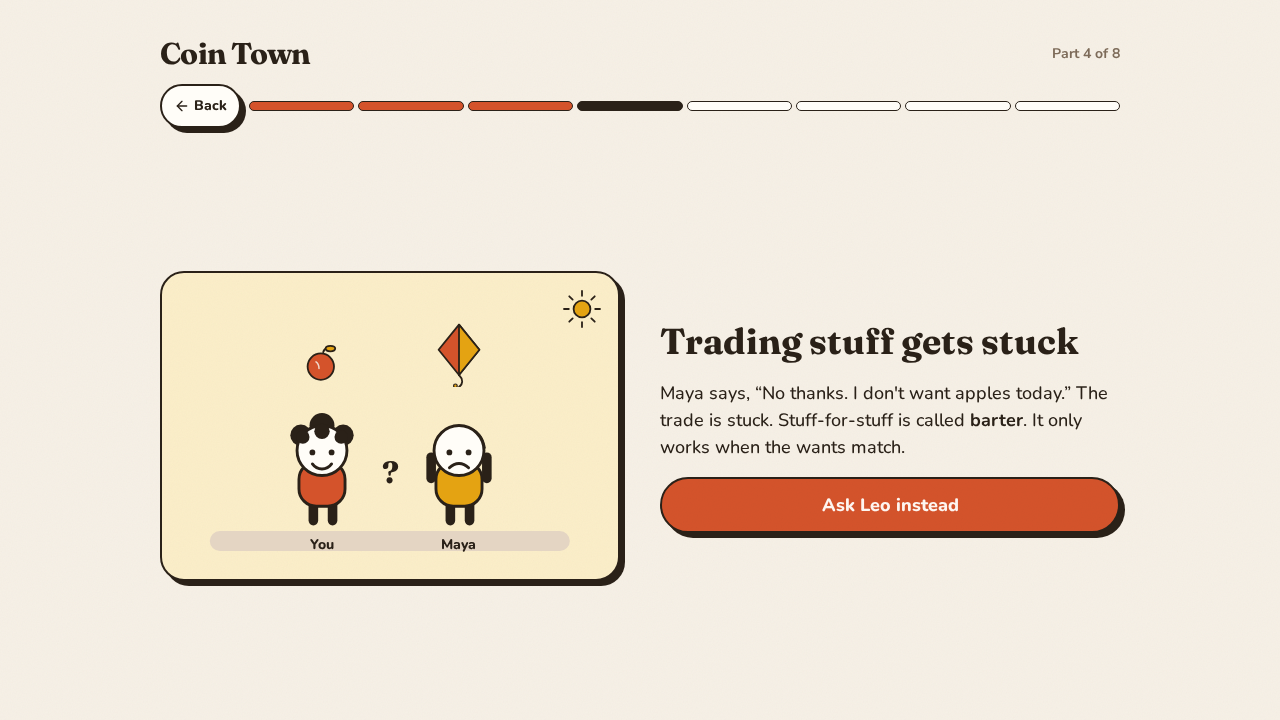 Coin Town
Part 4 of 8
Back
Trading stuff gets stuck
Maya says, “No thanks. I don't want apples today.” The
trade is stuck. Stuff-for-stuff is called barter. It only
works when the wants match.
?
You
Maya
Ask Leo instead